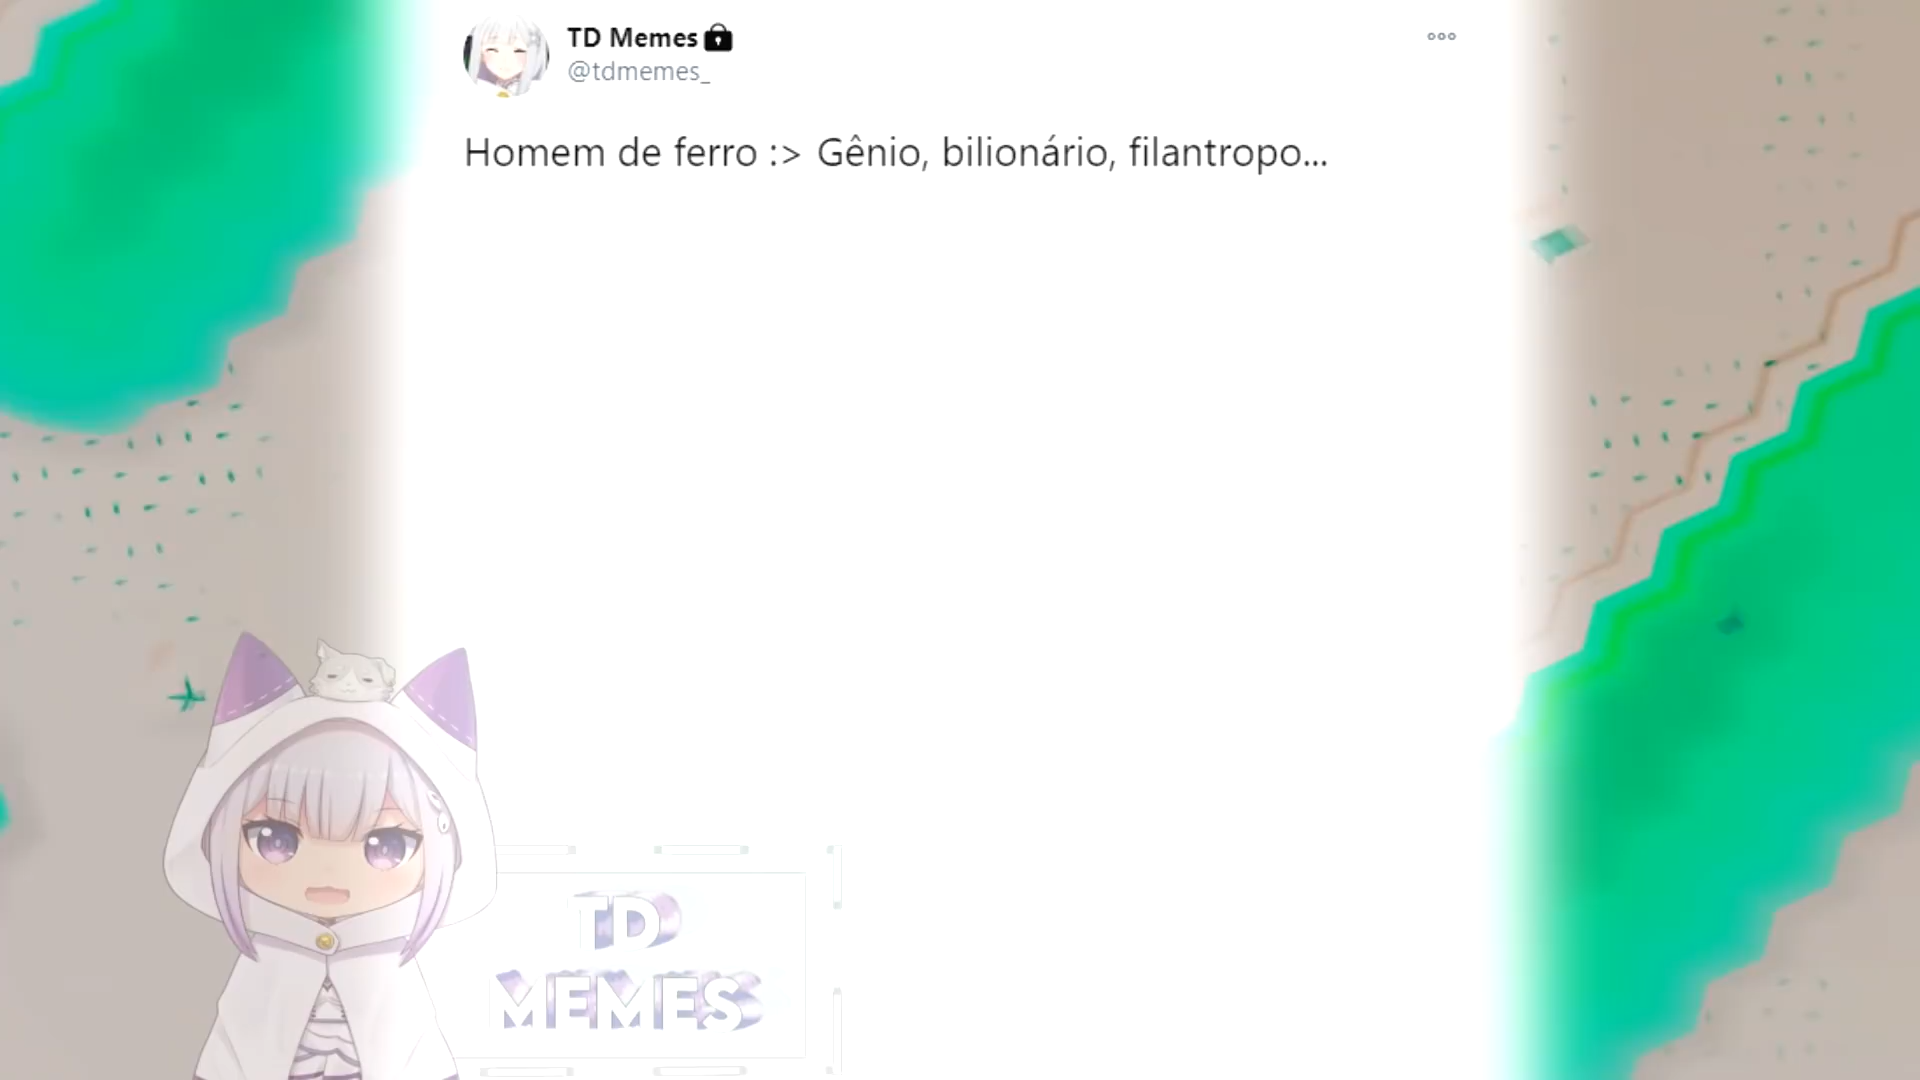 TD Memes
@tdmemes_
Homem de ferro :> Gênio, bilionário, filantropo...
TD
MEMES